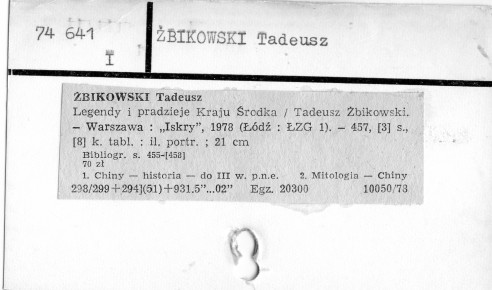 74 641
I
ŻBIKOWSKI Tadeusz
ŻBIKOWSKI Tadeusz
Legendy i pradzieje Kraju Środka / Tadeusz Żbikowski.
– Warszawa : „Iskry”, 1978 (Łódź : ŁZG 1). – 457, [3] s.,
[8] k. tabl. : il. portr. ; 21 cm
Bibliogr. s. 455-[458]
70 zł
1. Chiny — historia — do III w. p.n.e. 2. Mitologia — Chiny
298/299+294](51)+931.5”...02” Egz. 20300 10050/78